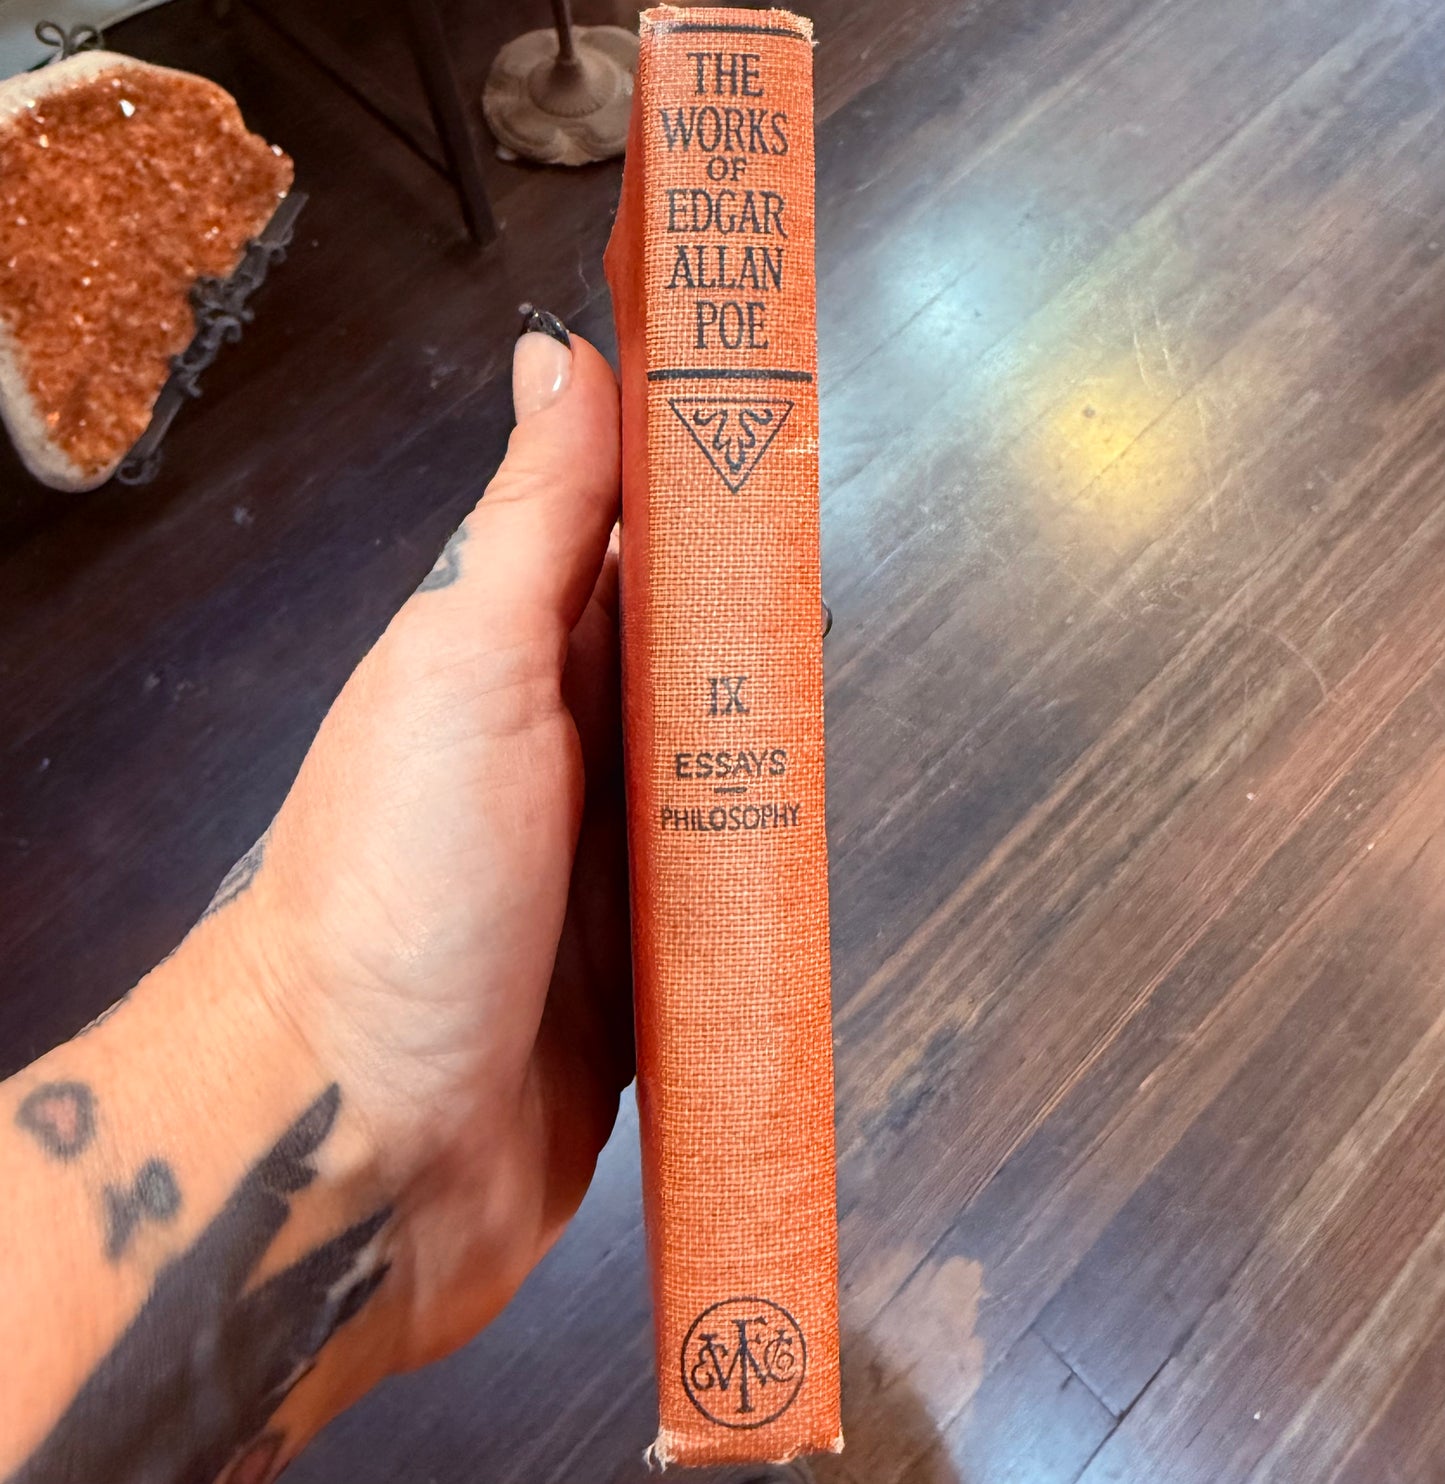 THE
WORKS
OF
EDGAR
ALLAN
POE
IX
ESSAYS
PHILOSOPHY